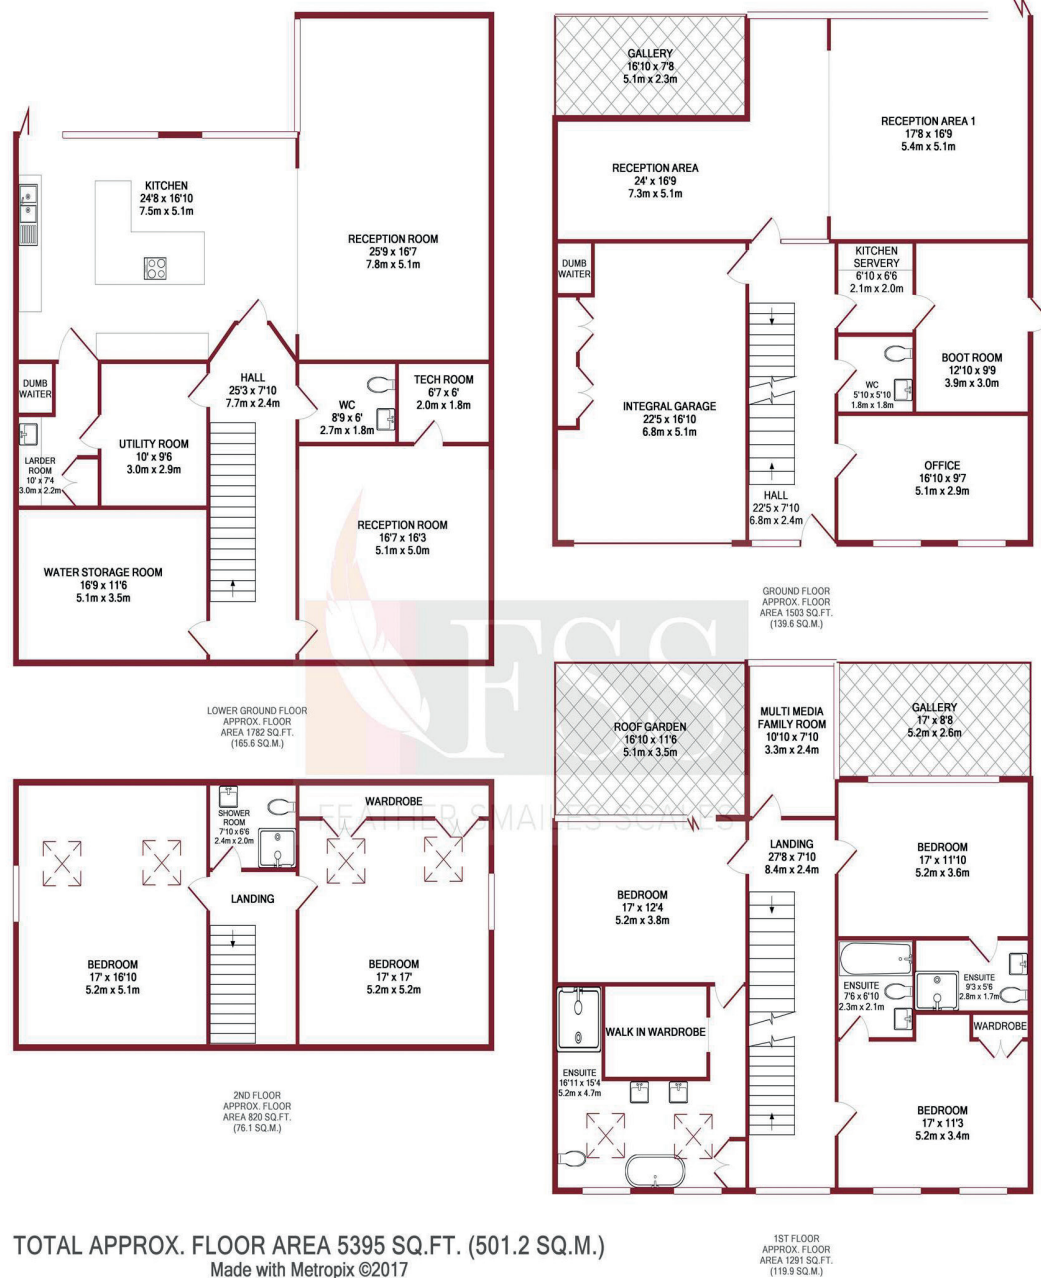 KITCHEN
24'8 x 16'10
7.5m x 5.1m
RECEPTION ROOM
25'9 x 16'7
7.8m x 5.1m
DUMB
WAITER
HALL
25'3 x 7'10
7.7m x 2.4m
WC
8'9 x 6'
2.7m x 1.8m
TECH ROOM
6'7 x 6'
2.0m x 1.8m
UTILITY ROOM
10' x 9'6
3.0m x 2.9m
LARDER
ROOM
10' x 7'4
3.0m x 2.2m
RECEPTION ROOM
16'7 x 16'3
5.1m x 5.0m
WATER STORAGE ROOM
16'9 x 11'6
5.1m x 3.5m
LOWER GROUND FLOOR
APPROX. FLOOR
AREA 1782 SQ.FT.
(165.6 SQ.M.)
GALLERY
16'10 x 7'8
5.1m x 2.3m
RECEPTION AREA 1
17'8 x 16'9
5.4m x 5.1m
RECEPTION AREA
24' x 16'9
7.3m x 5.1m
DUMB
WAITER
KITCHEN
SERVERY
6'10 x 6'6
2.1m x 2.0m
BOOT ROOM
12'10 x 9'9
3.9m x 3.0m
WC
5'10 x 5'10
1.8m x 1.8m
INTEGRAL GARAGE
22'5 x 16'10
6.8m x 5.1m
OFFICE
16'10 x 9'7
5.1m x 2.9m
HALL
22'5 x 7'10
6.8m x 2.4m
GROUND FLOOR
APPROX. FLOOR
AREA 1503 SQ.FT.
(139.6 SQ.M.)
FSS
FEATHER SMAILES SCALES
WARDROBE
SHOWER
ROOM
7'10 x 6'6
2.4m x 2.0m
LANDING
BEDROOM
17' x 16'10
5.2m x 5.1m
BEDROOM
17' x 17'
5.2m x 5.2m
2ND FLOOR
APPROX. FLOOR
AREA 820 SQ.FT.
(76.1 SQ.M.)
ROOF GARDEN
16'10 x 11'6
5.1m x 3.5m
MULTI MEDIA
FAMILY ROOM
10'10 x 7'10
3.3m x 2.4m
GALLERY
17' x 8'8
5.2m x 2.6m
LANDING
27'8 x 7'10
8.4m x 2.4m
BEDROOM
17' x 11'10
5.2m x 3.6m
BEDROOM
17' x 12'4
5.2m x 3.8m
ENSUITE
7'6 x 6'10
2.3m x 2.1m
ENSUITE
9'3 x 5'6
2.8m x 1.7m
WALK IN WARDROBE
WARDROBE
ENSUITE
16'11 x 15'4
5.2m x 4.7m
BEDROOM
17' x 11'3
5.2m x 3.4m
1ST FLOOR
APPROX. FLOOR
AREA 1291 SQ.FT.
(119.9 SQ.M.)
TOTAL APPROX. FLOOR AREA 5395 SQ.FT. (501.2 SQ.M.)
Made with Metropix ©2017